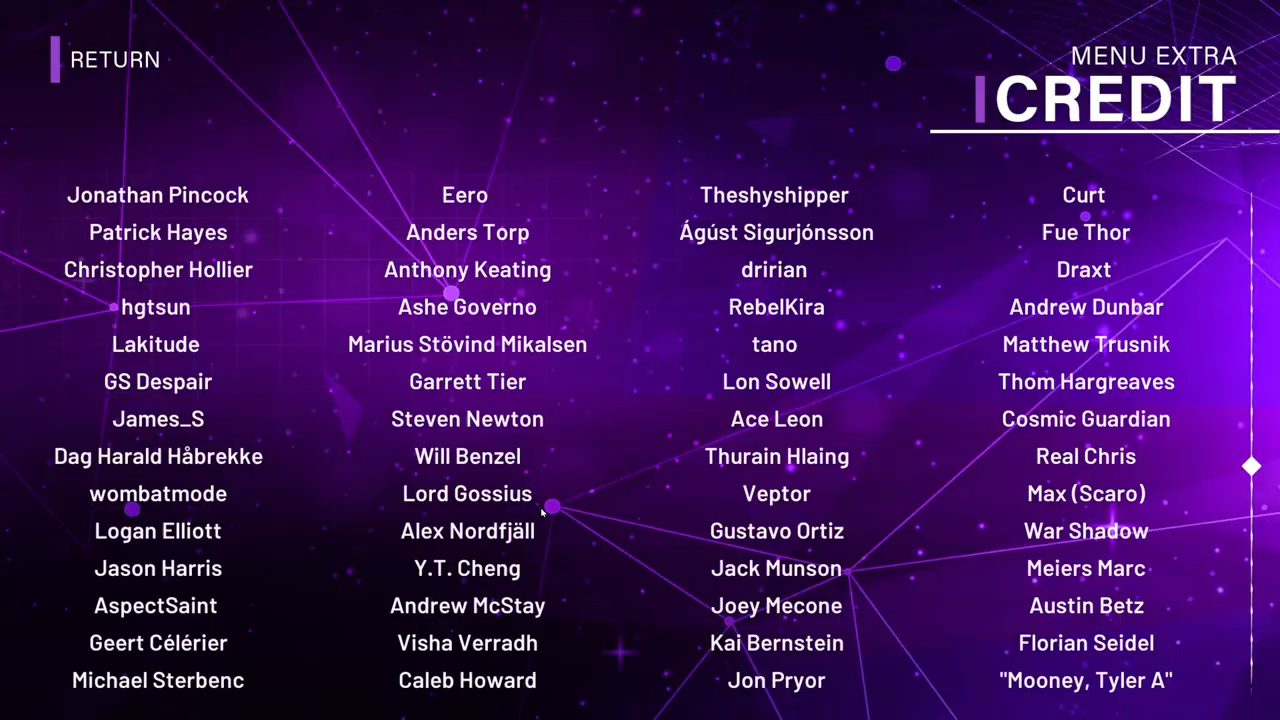 RETURN
MENU EXTRA
CREDIT
Jonathan Pincock
Patrick Hayes
Christopher Hollier
hgtsun
Lakitude
GS Despair
James_S
Dag Harald Håbrekke
wombatmode
Logan Elliott
Jason Harris
AspectSaint
Geert Célérier
Michael Sterbenc
Eero
Anders Torp
Anthony Keating
Ashe Governo
Marius Stövind Mikalsen
Garrett Tier
Steven Newton
Will Benzel
Lord Gossius
Alex Nordfjäll
Y.T. Cheng
Andrew McStay
Visha Verradh
Caleb Howard
Theshyshipper
Ágúst Sigurjónsson
dririan
RebelKira
tano
Lon Sowell
Ace Leon
Thurain Hlaing
Veptor
Gustavo Ortiz
Jack Munson
Joey Mecone
Kai Bernstein
Jon Pryor
Curt
Fue Thor
Draxt
Andrew Dunbar
Matthew Trusnik
Thom Hargreaves
Cosmic Guardian
Real Chris
Max (Scaro)
War Shadow
Meiers Marc
Austin Betz
Florian Seidel
"Mooney, Tyler A"